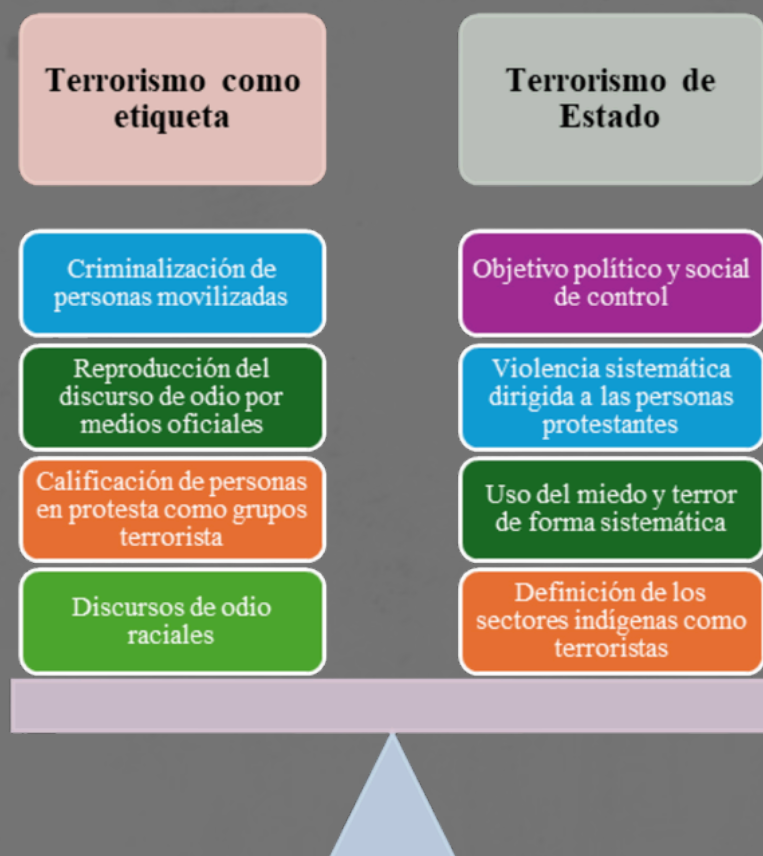 Terrorismo como
etiqueta
Criminalización de
personas movilizadas
Reproducción del
discurso de odio por
medios oficiales
Calificación de personas
en protesta como grupos
terrorista
Discursos de odio
raciales
Terrorismo de
Estado
Objetivo político y social
de control
Violencia sistemática
dirigida a las personas
protestantes
Uso del miedo y terror
de forma sistemática
Definición de los
sectores indígenas como
terroristas